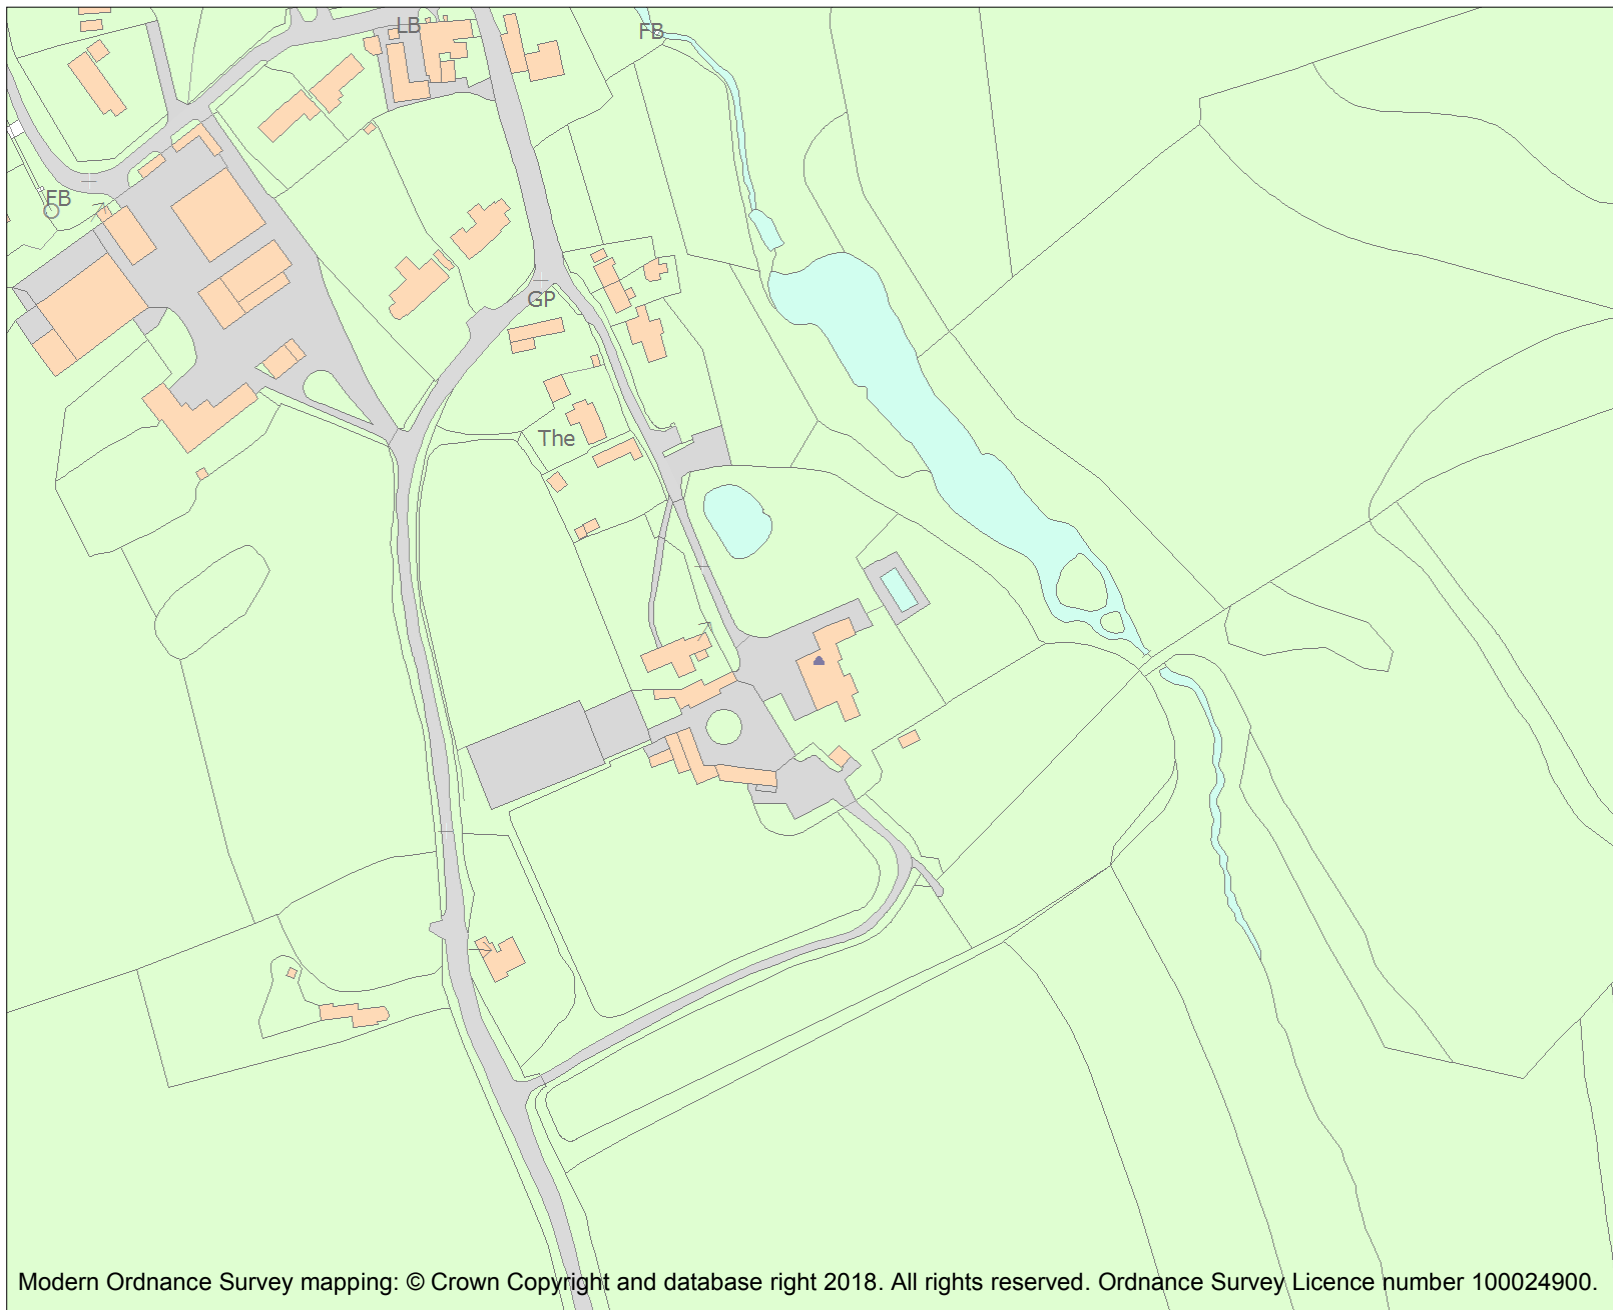 LB
FB
FB
GP
The
Modern Ordnance Survey mapping: © Crown Copyright and database right 2018. All rights reserved. Ordnance Survey Licence number 100024900.